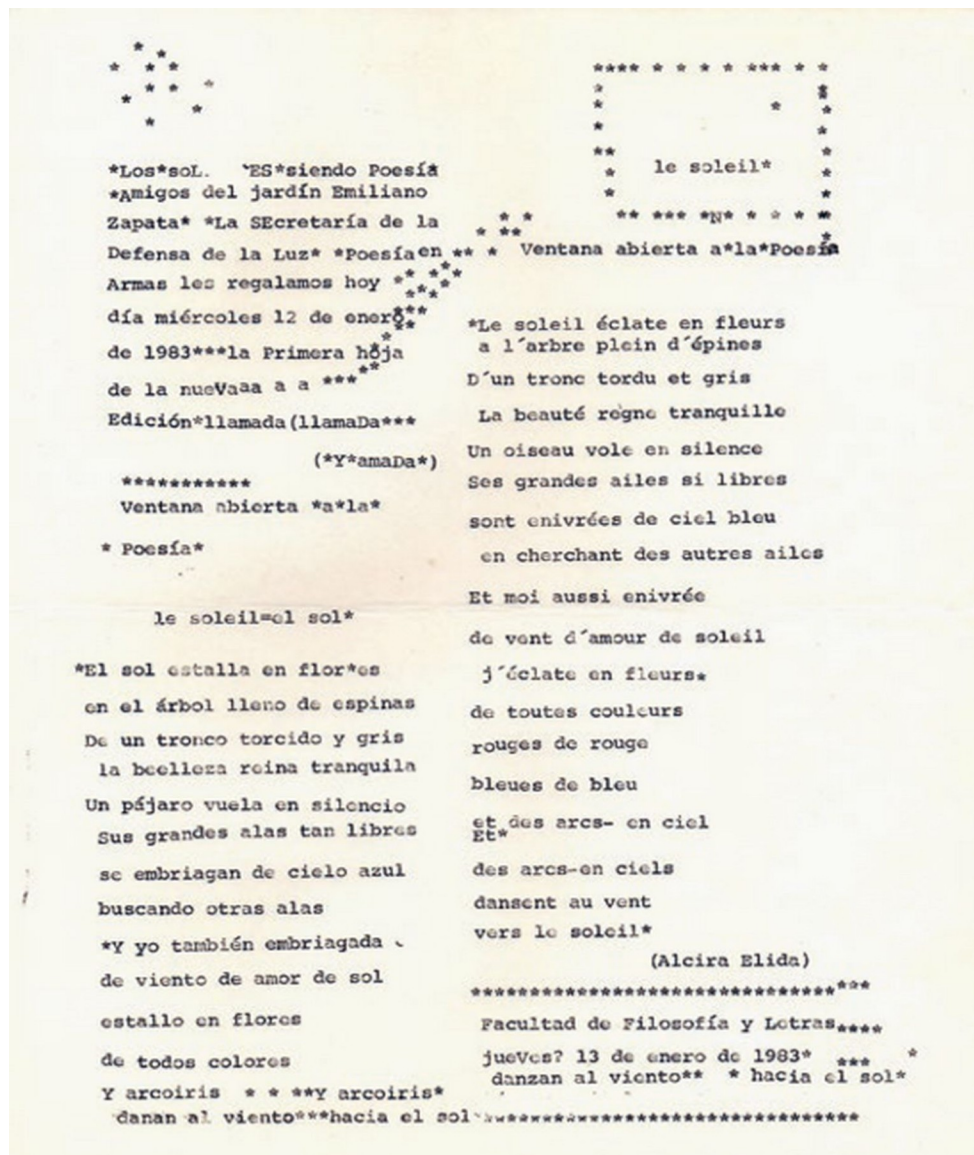 *Los*soL. ES*siendo Poesía
*Amigos del jardín Emiliano
Zapata* *La SEcretaría de la
Defensa de la Luz* *Poesía en ** *
Armas les regalamos hoy ***
día miércoles 12 de enero***
de 1983***la Primera hoja
de la nueVaaa a a ***
Edición*llamada(llamaDa***
(*Y*amaDa*)
***********
Ventana abierta *a*la*
* Poesía*
le soleil=el sol*
*El sol estalla en flor*es
en el árbol lleno de espinas
De un tronco torcido y gris
la beelleza reina tranquila
Un pájaro vuela en silencio
Sus grandes alas tan libres
se embriagan de cielo azul
buscando otras alas
*Y yo también embriagada
de viento de amor de sol
estallo en flores
de todos colores
Y arcoiris * * **Y arcoiris*
danan al viento***hacia el sol
**** * * * * *** * *
le soleil*
** *** *N* * * * * *
Ventana abierta a*la*Poesía
*Le soleil éclate en fleurs
a l´arbre plein d´épines
D´un tronc tordu et gris
La beauté regne tranquille
Un oiseau vole en silence
Ses grandes ailes si libres
sont enivrées de ciel bleu
en cherchant des autres ailes
Et moi aussi enivrée
de vent d´amour de soleil
j´éclate en fleurs*
de toutes couleurs
rouges de rouge
bleues de bleu
et des arcs- en ciel
Et*
des arcs-en ciels
dansent au vent
vers le soleil*
(Alcira Elida)
**********************************
Facultad de Filosofía y Letras****
jueVes? 13 de enero de 1983* *** *
danzan al viento** * hacia el sol*
********************************